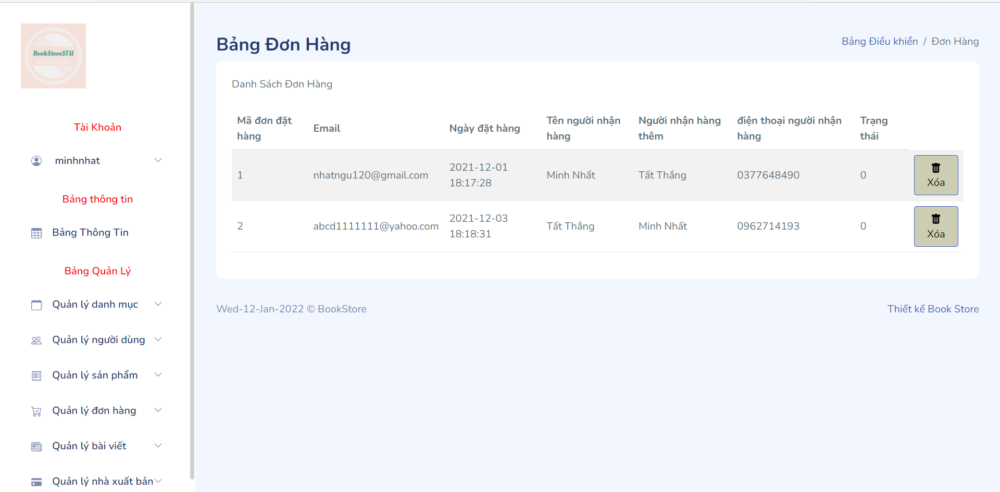 BookStoreSTU
Tài Khoản
minhnhat
Bảng thông tin
Bảng Thông Tin
Bảng Quản Lý
Quản lý danh mục
Quản lý người dùng
Quản lý sản phẩm
Quản lý đơn hàng
Quản lý bài viết
Quản lý nhà xuất bản
Bảng Đơn Hàng
Bảng Điều khiển / Đơn Hàng
Danh Sách Đơn Hàng
Mã đơn đặt hàng Email Ngày đặt hàng Tên người nhận hàng Người nhận hàng thêm điện thoại người nhận hàng Trạng thái
1 nhatngu120@gmail.com 2021-12-01 18:17:28 Minh Nhất Tất Thắng 0377648490 0 Xóa
2 abcd1111111@yahoo.com 2021-12-03 18:18:31 Tất Thắng Minh Nhất 0962714193 0 Xóa
Wed-12-Jan-2022 © BookStore
Thiết kế Book Store